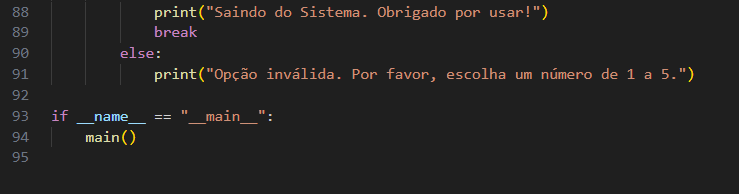 88 print("Saindo do Sistema. Obrigado por usar!")
89 break
90 else:
91 print("Opção inválida. Por favor, escolha um número de 1 a 5.")
92
93 if __name__ == "__main__":
94 main()
95